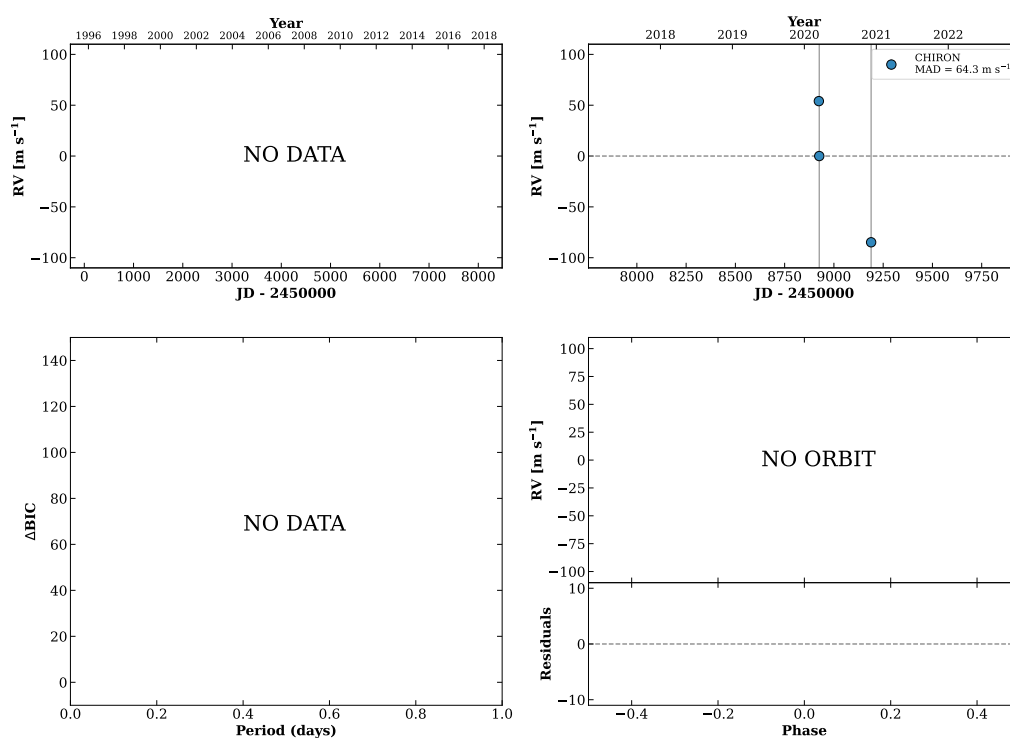 Year
1996 1998 2000 2002 2004 2006 2008 2010 2012 2014 2016 2018
100
50
0
−50
−100
RV [m s⁻¹]
NO DATA
0 1000 2000 3000 4000 5000 6000 7000 8000
JD - 2450000
Year
2018 2019 2020 2021 2022
CHIRON
MAD = 64.3 m s⁻¹
100
50
0
−50
−100
RV [m s⁻¹]
8000 8250 8500 8750 9000 9250 9500 9750
JD - 2450000
140
120
100
80
60
40
20
0
ΔBIC
NO DATA
0.0 0.2 0.4 0.6 0.8 1.0
Period (days)
100
75
50
25
0
−25
−50
−75
−100
RV [m s⁻¹]
NO ORBIT
10
0
−10
Residuals
−0.4 −0.2 0.0 0.2 0.4
Phase